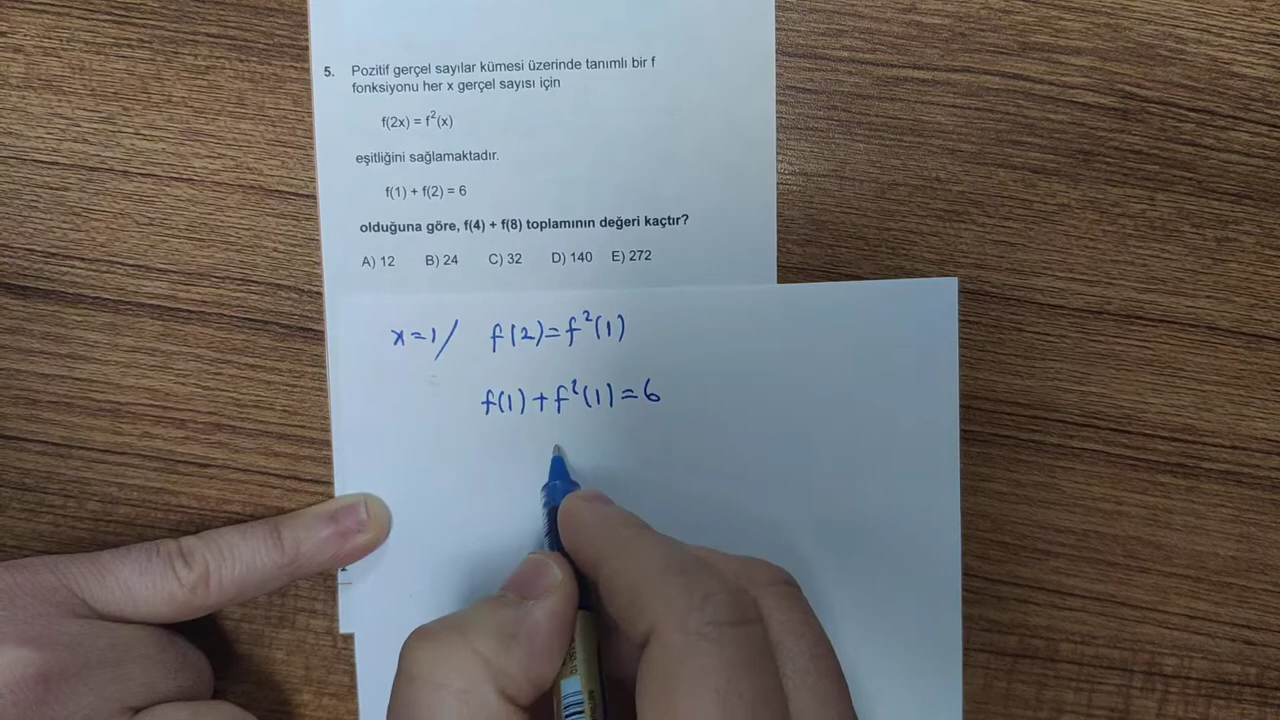 5. Pozitif gerçel sayılar kümesi üzerinde tanımlı bir f
fonksiyonu her x gerçel sayısı için
f(2x) = f²(x)
eşitliğini sağlamaktadır.
f(1) + f(2) = 6
olduğuna göre, f(4) + f(8) toplamının değeri kaçtır?
A) 12 B) 24 C) 32 D) 140 E) 272
x=1/ f(2)=f²(1)
f(1)+f²(1)=6